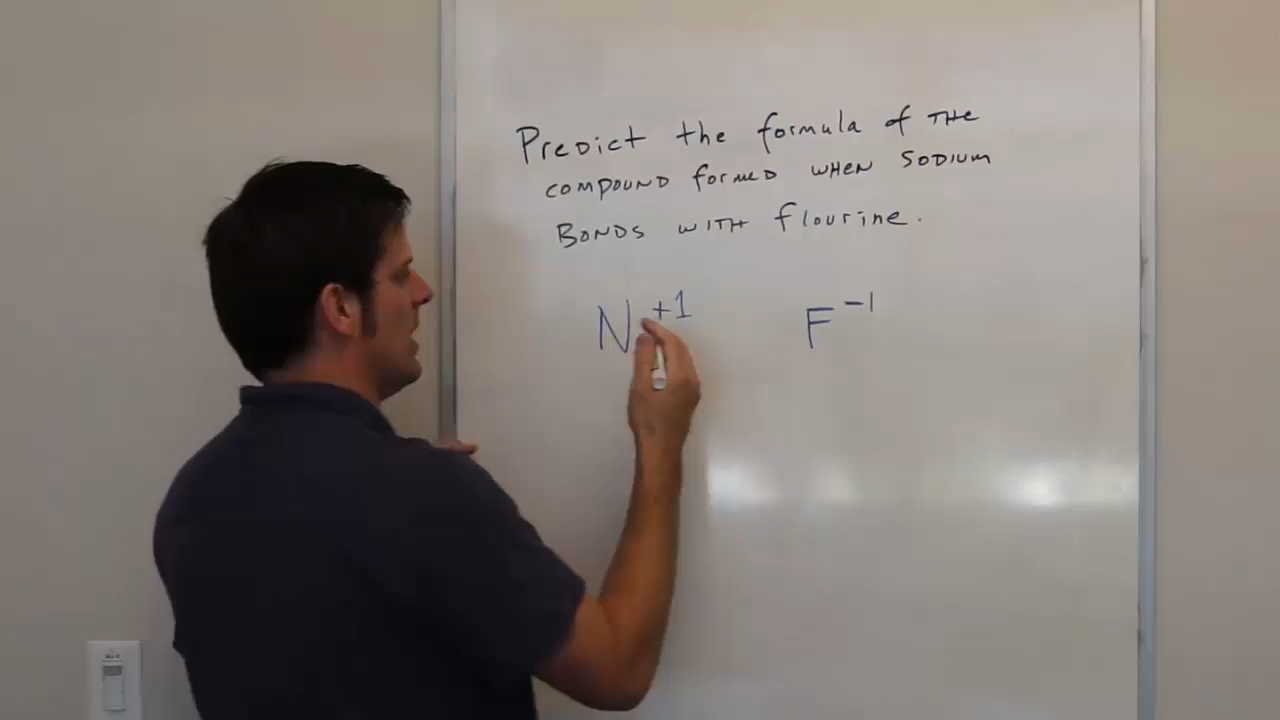 Predict the formula of THE
COMPOUND formed WHEN SODIUM
BONDS WITH flourine.
N +1 F -1